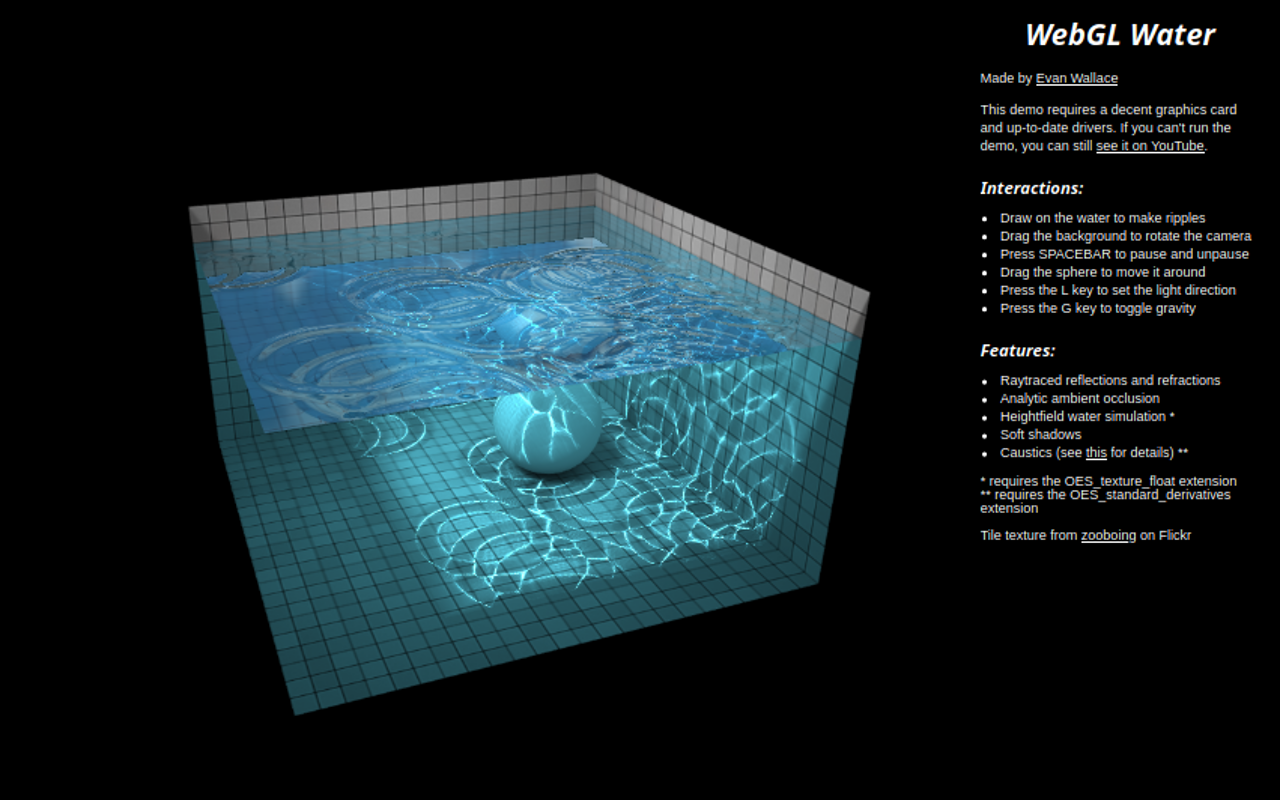 WebGL Water
Made by Evan Wallace
This demo requires a decent graphics card
and up-to-date drivers. If you can't run the
demo, you can still see it on YouTube.
Interactions:
• Draw on the water to make ripples
• Drag the background to rotate the camera
• Press SPACEBAR to pause and unpause
• Drag the sphere to move it around
• Press the L key to set the light direction
• Press the G key to toggle gravity
Features:
• Raytraced reflections and refractions
• Analytic ambient occlusion
• Heightfield water simulation *
• Soft shadows
• Caustics (see this for details) **
* requires the OES_texture_float extension
** requires the OES_standard_derivatives
extension
Tile texture from zooboing on Flickr